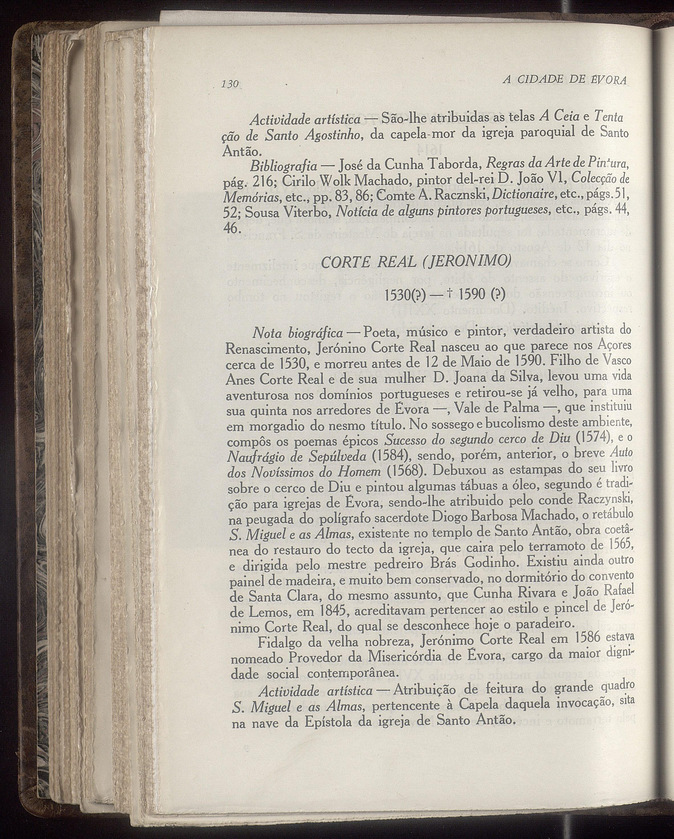 130
A CIDADE DE ÉVORA
Actividade artística — São-lhe atribuidas as telas A Ceia e Tenta
ção de Santo Agostinho, da capela-mor da igreja paroquial de Santo
Antão.
Bibliografia — José da Cunha Taborda, Regras da Arte de Pintura,
pág. 216; Cirilo Wolk Machado, pintor del-rei D. João VI, Colecção de
Memórias, etc., pp. 83, 86; Comte A. Racznski, Dictionaire, etc., págs. 51,
52; Sousa Viterbo, Notícia de alguns pintores portugueses, etc., págs. 44,
46.
CORTE REAL (JERONIMO)
1530(?) — † 1590 (?)
Nota biográfica — Poeta, músico e pintor, verdadeiro artista do
Renascimento, Jerónino Corte Real nasceu ao que parece nos Açores
cerca de 1530, e morreu antes de 12 de Maio de 1590. Filho de Vasco
Anes Corte Real e de sua mulher D. Joana da Silva, levou uma vida
aventurosa nos domínios portugueses e retirou-se já velho, para uma
sua quinta nos arredores de Évora —, Vale de Palma —, que instituiu
em morgadio do nesmo título. No sossego e bucolismo deste ambiente,
compôs os poemas épicos Sucesso do segundo cerco de Diu (1574), e o
Naufrágio de Sepúlveda (1584), sendo, porém, anterior, o breve Auto
dos Novíssimos do Homem (1568). Debuxou as estampas do seu livro
sobre o cerco de Diu e pintou algumas tábuas a óleo, segundo é tradi-
ção para igrejas de Évora, sendo-lhe atribuido pelo conde Raczynski,
na peugada do polígrafo sacerdote Diogo Barbosa Machado, o retábulo
S. Miguel e as Almas, existente no templo de Santo Antão, obra coetâ-
nea do restauro do tecto da igreja, que caira pelo terramoto de 1565,
e dirigida pelo mestre pedreiro Brás Godinho. Existiu ainda outro
painel de madeira, e muito bem conservado, no dormitório do convento
de Santa Clara, do mesmo assunto, que Cunha Rivara e João Rafael
de Lemos, em 1845, acreditavam pertencer ao estilo e pincel de Jeró-
nimo Corte Real, do qual se desconhece hoje o paradeiro.
Fidalgo da velha nobreza, Jerónimo Corte Real em 1586 estava
nomeado Provedor da Misericórdia de Évora, cargo da maior digni-
dade social contemporânea.
Actividade artística — Atribuição de feitura do grande quadro
S. Miguel e as Almas, pertencente à Capela daquela invocação, sita
na nave da Epístola da igreja de Santo Antão.